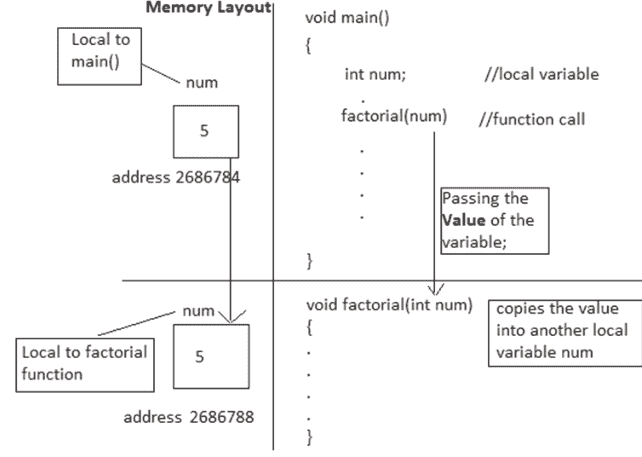 Memory Layout
Local to
main()
num
5
address 2686784
void main()
{
int num; //local variable
.
factorial(num) //function call
.
.
.
.
Passing the
Value of the
variable;
}
num
Local to factorial
function
5
address 2686788
void factorial(int num)
{
.
.
.
.
}
copies the value
into another local
variable num